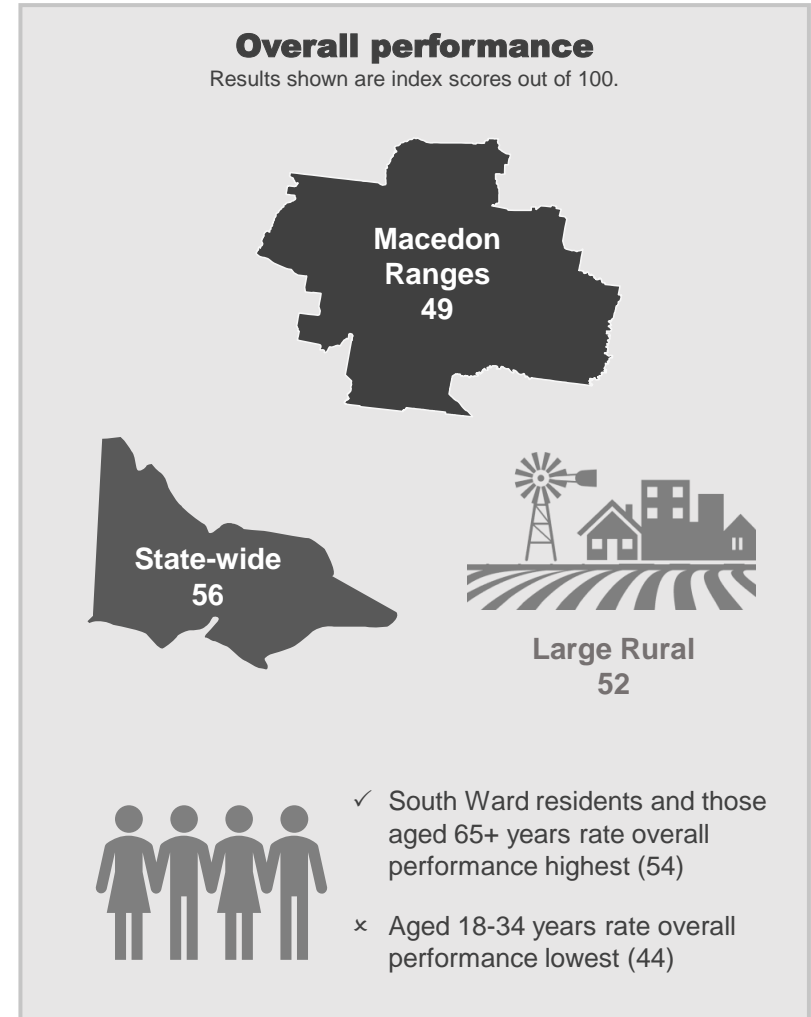 Overall performance
Results shown are index scores out of 100.
Macedon
Ranges
49
State-wide
56
Large Rural
52
✓ South Ward residents and those
aged 65+ years rate overall
performance highest (54)
× Aged 18-34 years rate overall
performance lowest (44)